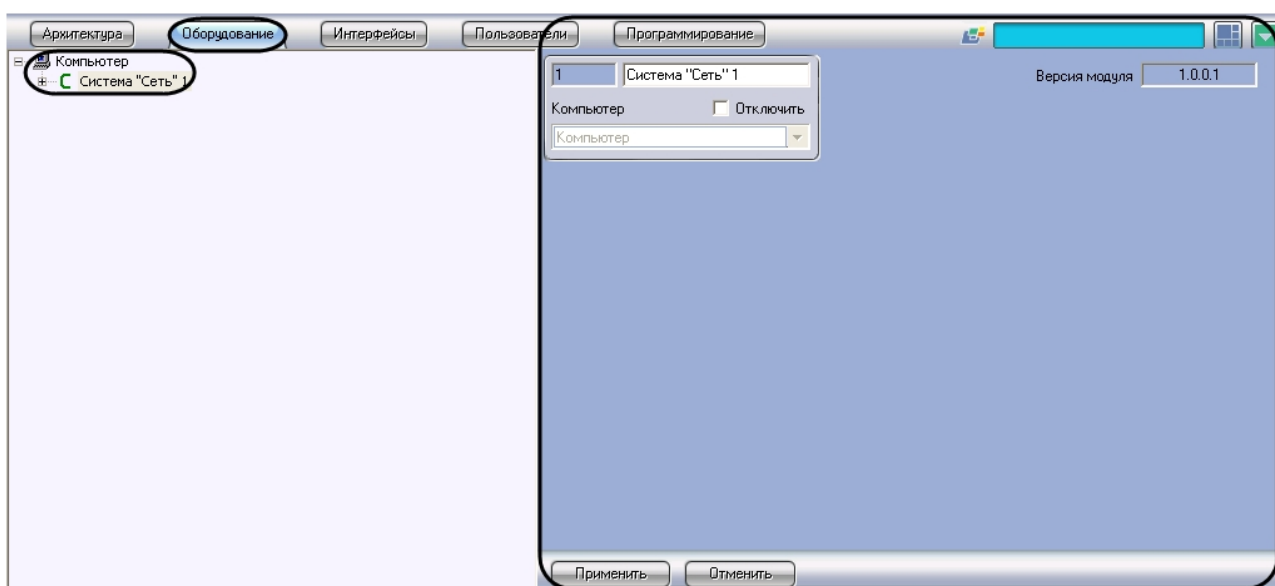 Архитектура Оборудование Интерфейсы Пользователи Программирование
Компьютер
Система "Сеть" 1
1 Система "Сеть" 1
Компьютер Отключить
Компьютер
Версия модуля 1.0.0.1
Применить Отменить